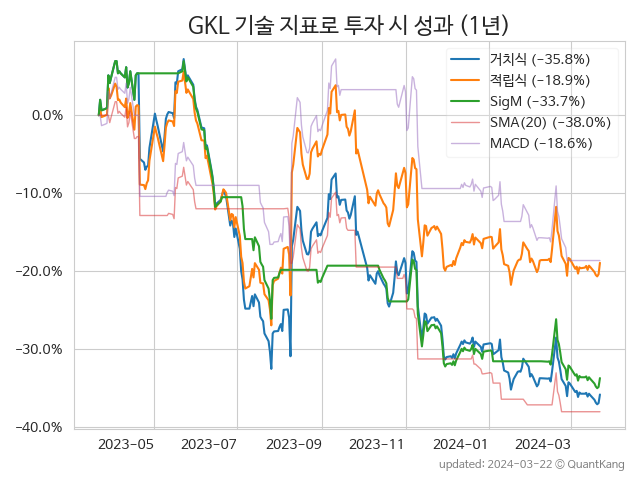 GKL 기술 지표로 투자 시 성과 (1년)
거치식 (−35.8%)
적립식 (−18.9%)
SigM (−33.7%)
SMA(20) (−38.0%)
MACD (−18.6%)
0.0%
−10.0%
−20.0%
−30.0%
−40.0%
2023-05 2023-07 2023-09 2023-11 2024-01 2024-03
updated: 2024-03-22 ⓒ QuantKang